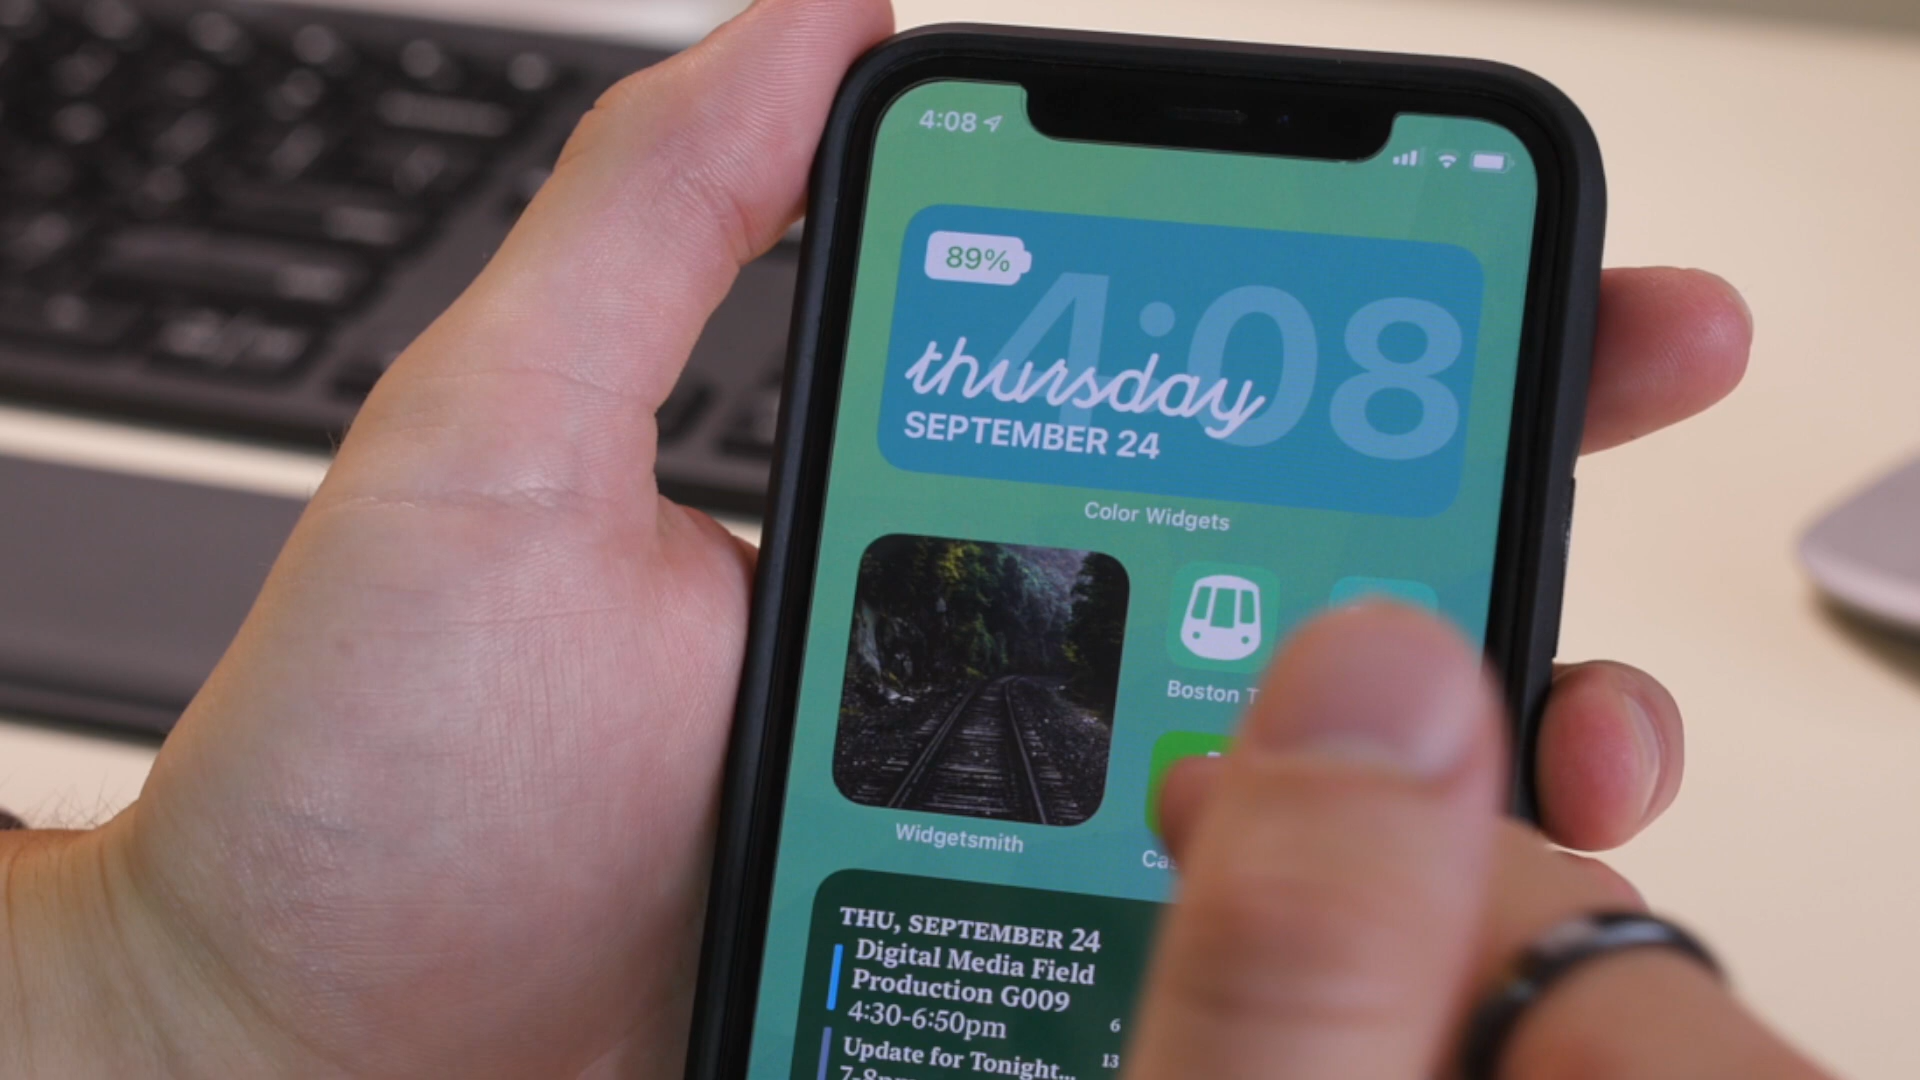 4:08
89%
4:08
thursday
SEPTEMBER 24
Color Widgets
Boston
Widgetsmith
THU, SEPTEMBER 24
Digital Media Field
Production G009
4:30-6:50pm
6
Update for Tonight...
13